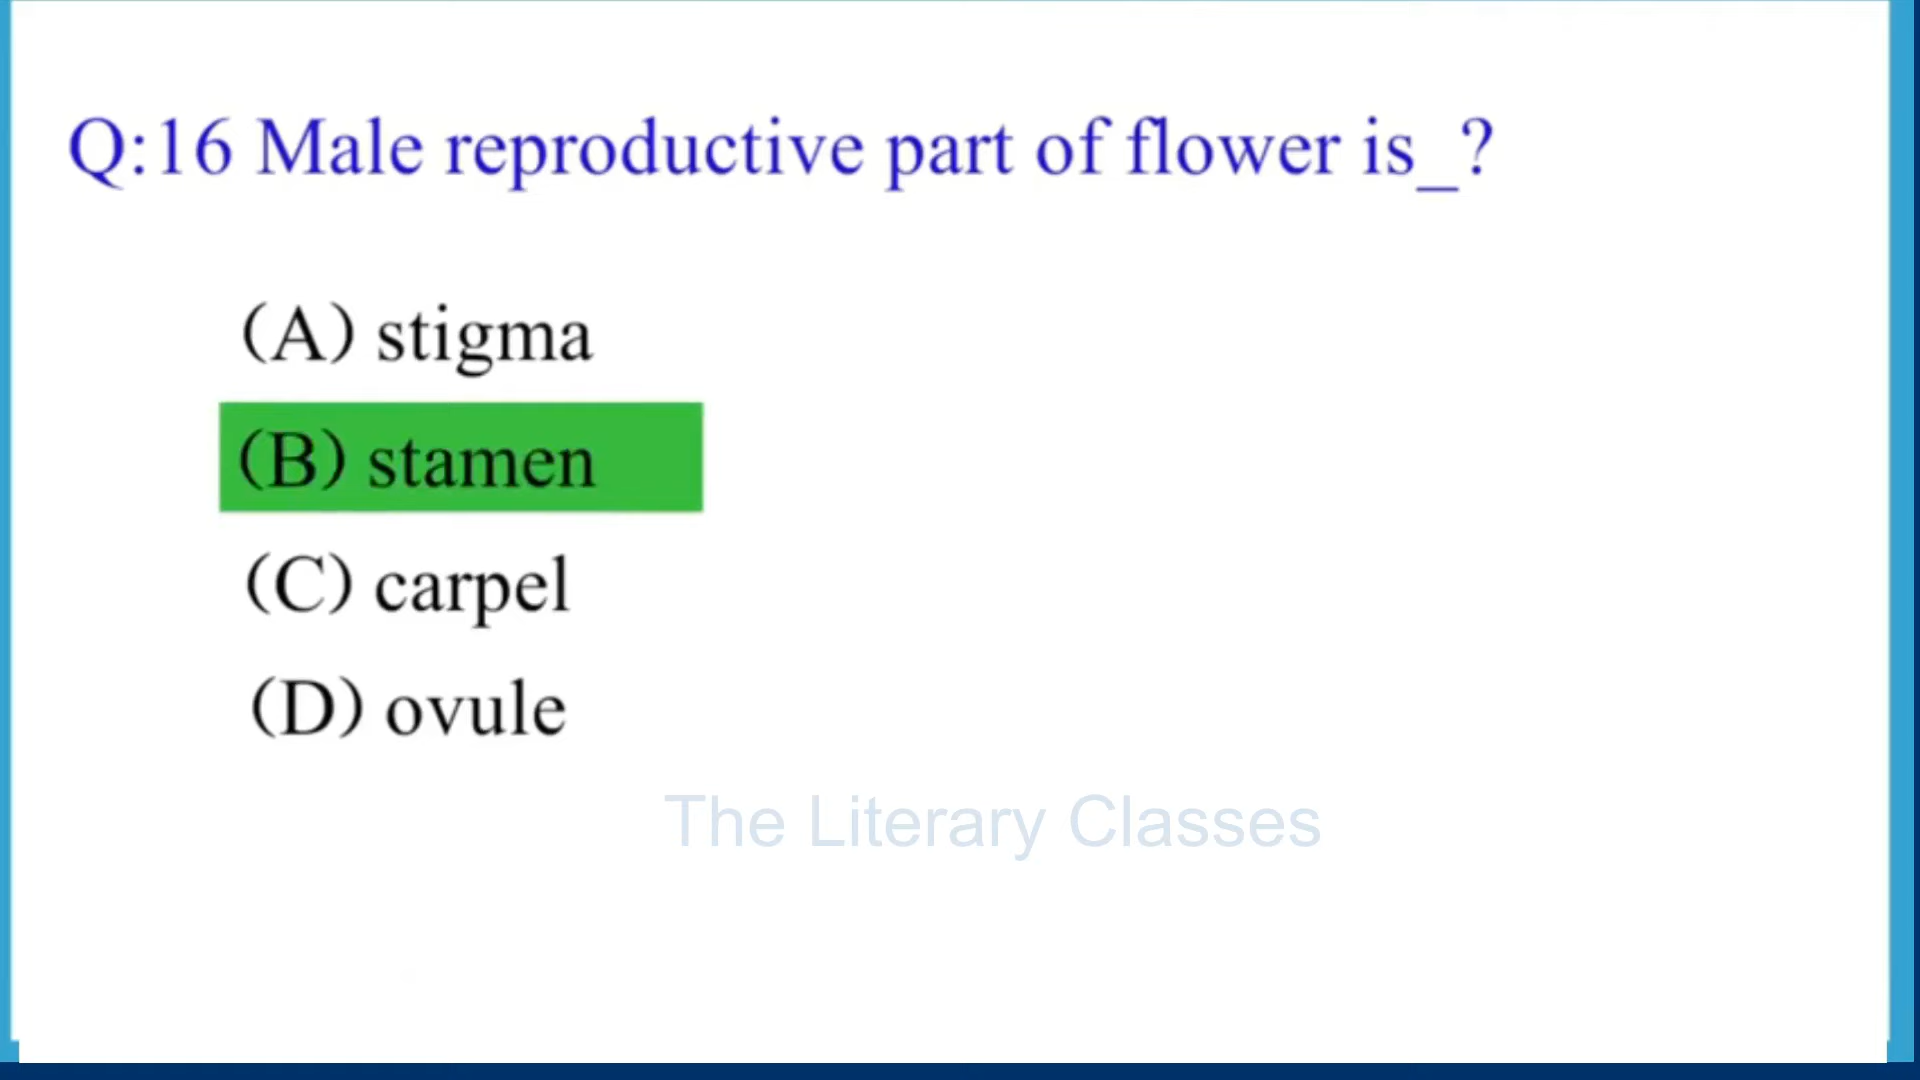 Q:16 Male reproductive part of flower is_?
(A) stigma
(B) stamen
(C) carpel
(D) ovule
The Literary Classes